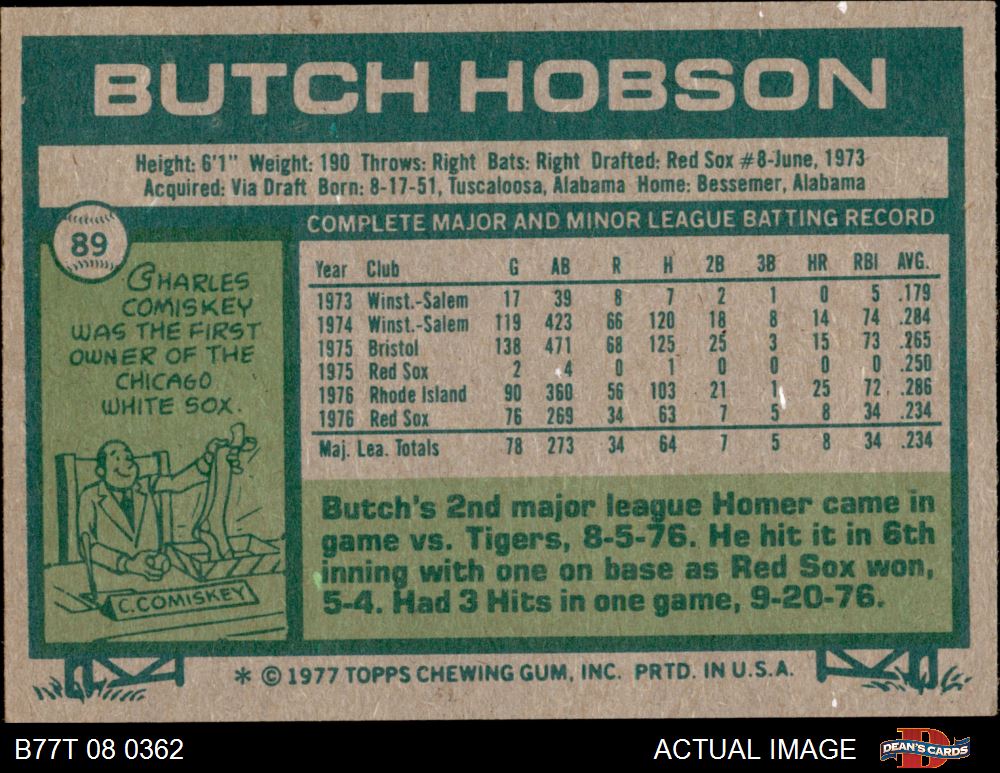 BUTCH HOBSON
Height: 6'1" Weight: 190 Throws: Right Bats: Right Drafted: Red Sox #8-June, 1973
Acquired: Via Draft Born: 8-17-51, Tuscaloosa, Alabama Home: Bessemer, Alabama
89
CHARLES
COMISKEY
WAS THE FIRST
OWNER OF THE
CHICAGO
WHITE SOX.
C. COMISKEY
COMPLETE MAJOR AND MINOR LEAGUE BATTING RECORD
Year Club G AB R H 2B 3B HR RBI AVG.
1973 Winst.-Salem 17 39 8 7 2 1 0 5 .179
1974 Winst.-Salem 119 423 66 120 18 8 14 74 .284
1975 Bristol 138 471 68 125 25 3 15 73 .265
1975 Red Sox 2 4 0 1 0 0 0 0 .250
1976 Rhode Island 90 360 56 103 21 1 25 72 .286
1976 Red Sox 76 269 34 63 7 5 8 34 .234
Maj. Lea. Totals 78 273 34 64 7 5 8 34 .234
Butch's 2nd major league Homer came in
game vs. Tigers, 8-5-76. He hit it in 6th
inning with one on base as Red Sox won,
5-4. Had 3 Hits in one game, 9-20-76.
* © 1977 TOPPS CHEWING GUM, INC. PRTD. IN U.S.A.
B77T 08 0362
ACTUAL IMAGE
DEAN'S CARDS